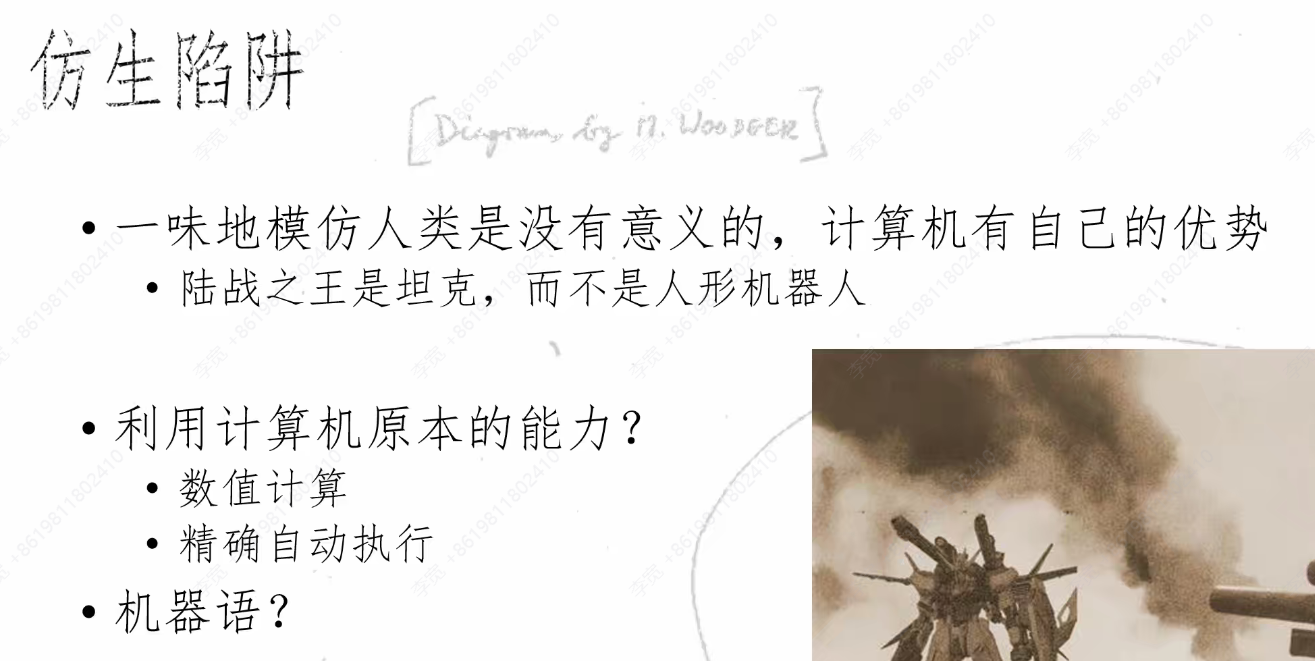 仿生陷阱
[Diagrams by M. WOODGER]
• 一味地模仿人类是没有意义的，计算机有自己的优势
• 陆战之王是坦克，而不是人形机器人
• 利用计算机原本的能力？
• 数值计算
• 精确自动执行
• 机器语？
李宽 +8619811802410